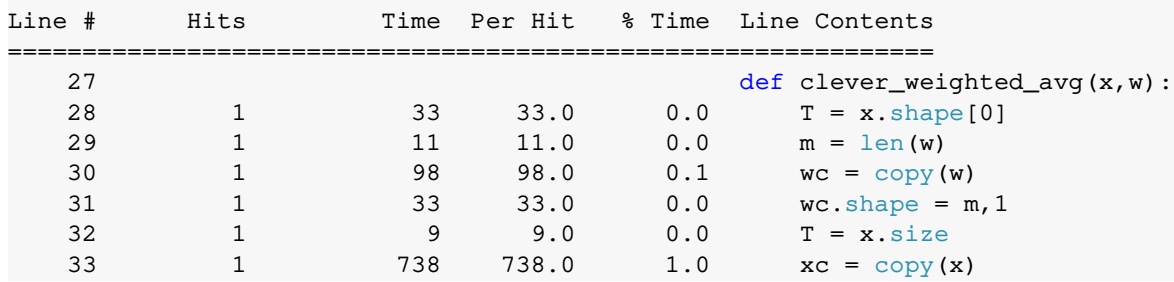 Line # Hits Time Per Hit % Time Line Contents
==============================================================
27 def clever_weighted_avg(x,w):
28 1 33 33.0 0.0 T = x.shape[0]
29 1 11 11.0 0.0 m = len(w)
30 1 98 98.0 0.1 wc = copy(w)
31 1 33 33.0 0.0 wc.shape = m,1
32 1 9 9.0 0.0 T = x.size
33 1 738 738.0 1.0 xc = copy(x)